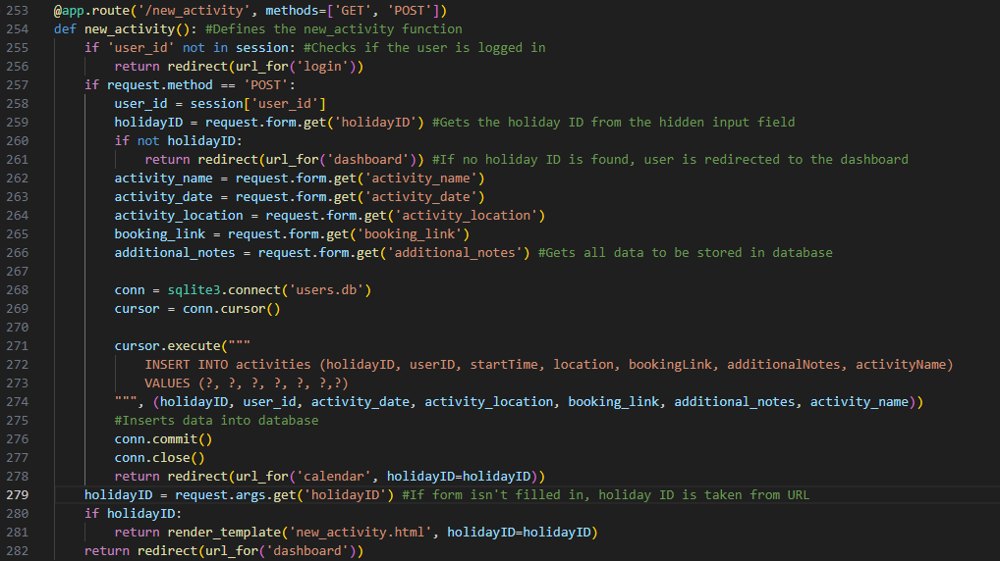 253 @app.route('/new_activity', methods=['GET', 'POST'])
254 def new_activity(): #Defines the new_activity function
255     if 'user_id' not in session: #Checks if the user is logged in
256         return redirect(url_for('login'))
257     if request.method == 'POST':
258         user_id = session['user_id']
259         holidayID = request.form.get('holidayID') #Gets the holiday ID from the hidden input field
260         if not holidayID:
261             return redirect(url_for('dashboard')) #If no holiday ID is found, user is redirected to the dashboard
262         activity_name = request.form.get('activity_name')
263         activity_date = request.form.get('activity_date')
264         activity_location = request.form.get('activity_location')
265         booking_link = request.form.get('booking_link')
266         additional_notes = request.form.get('additional_notes') #Gets all data to be stored in database
267
268         conn = sqlite3.connect('users.db')
269         cursor = conn.cursor()
270
271         cursor.execute("""
272             INSERT INTO activities (holidayID, userID, startTime, location, bookingLink, additionalNotes, activityName)
273             VALUES (?, ?, ?, ?, ?, ?,?)
274         """, (holidayID, user_id, activity_date, activity_location, booking_link, additional_notes, activity_name))
275         #Inserts data into database
276         conn.commit()
277         conn.close()
278         return redirect(url_for('calendar', holidayID=holidayID))
279     holidayID = request.args.get('holidayID') #If form isn't filled in, holiday ID is taken from URL
280     if holidayID:
281         return render_template('new_activity.html', holidayID=holidayID)
282     return redirect(url_for('dashboard'))